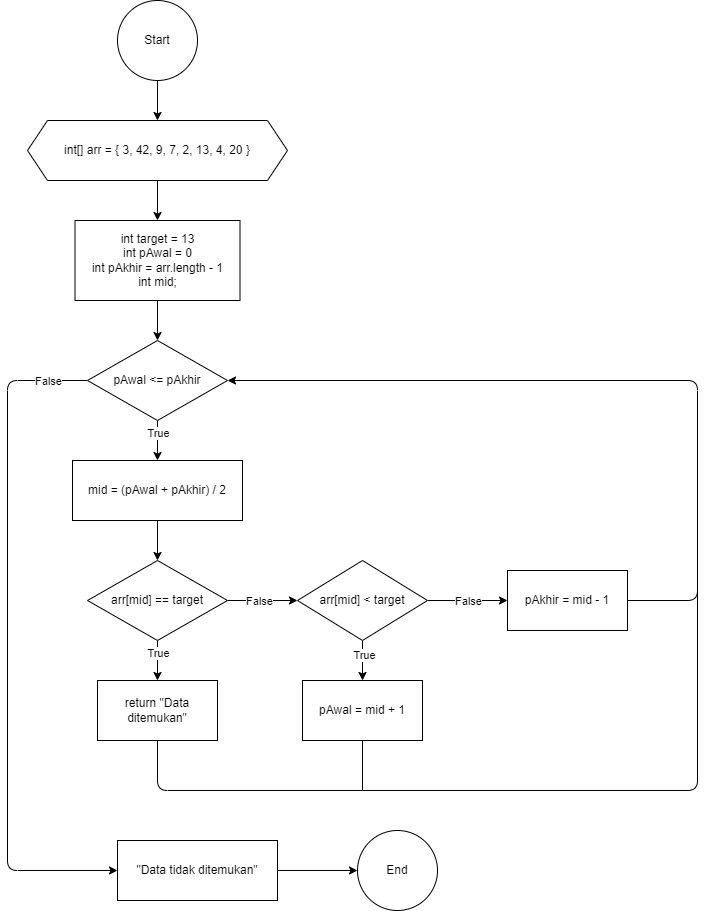 Start
int[] arr = { 3, 42, 9, 7, 2, 13, 4, 20 }
int target = 13
int pAwal = 0
int pAkhir = arr.length - 1
int mid;
pAwal <= pAkhir
False
True
mid = (pAwal + pAkhir) / 2
arr[mid] == target
False
arr[mid] < target
False
pAkhir = mid - 1
True
True
return "Data
ditemukan"
pAwal = mid + 1
"Data tidak ditemukan"
End